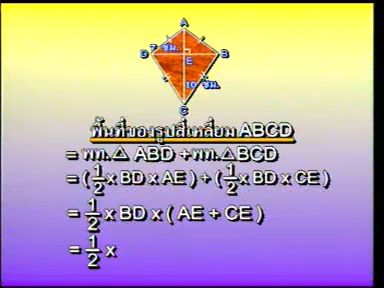 A
7 ซม.
D B
E
10 ซม.
C
พื้นที่ของรูปสี่เหลี่ยม ABCD
= พท.△ ABD + พท.△BCD
= ( 1/2 x BD x AE ) + ( 1/2 x BD x CE )
= 1/2 x BD x ( AE + CE )
= 1/2 x